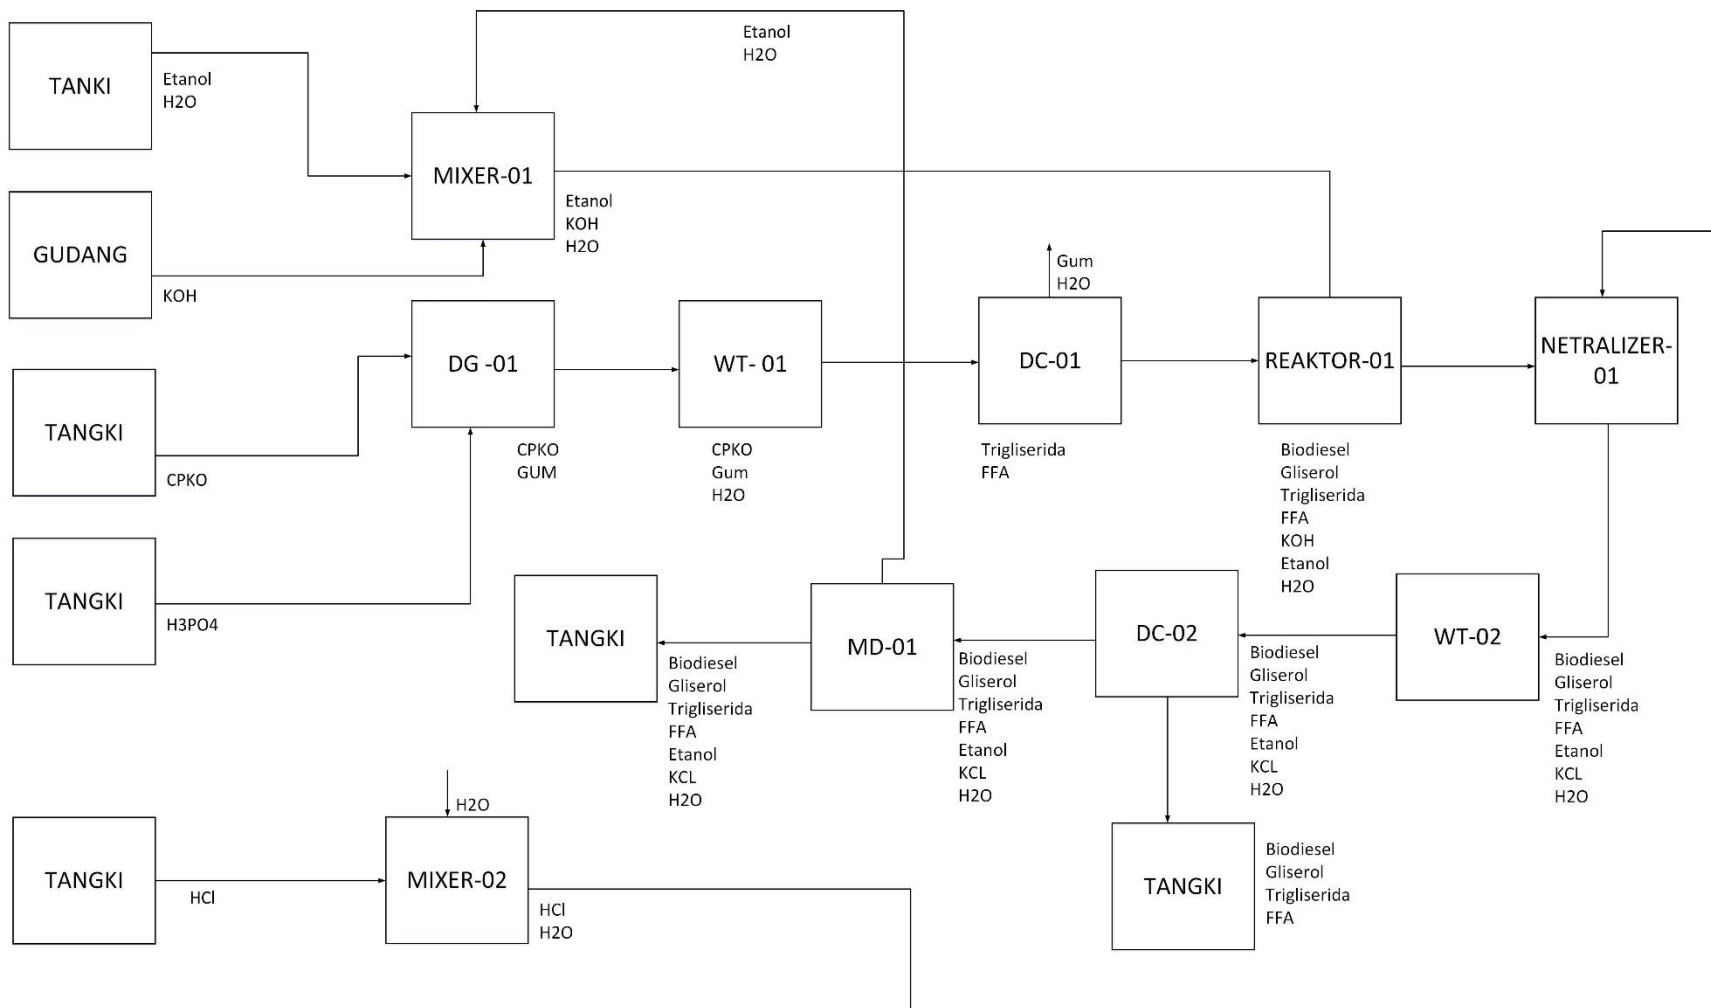 TANKI
Etanol
H2O
Etanol
H2O
MIXER-01
Etanol
KOH
H2O
GUDANG
KOH
DG -01
CPKO
GUM
WT- 01
CPKO
Gum
H2O
Gum
H2O
DC-01
Trigliserida
FFA
REAKTOR-01
Biodiesel
Gliserol
Trigliserida
FFA
KOH
Etanol
H2O
NETRALIZER-
01
TANGKI
CPKO
TANGKI
H3PO4
TANGKI
Biodiesel
Gliserol
Trigliserida
FFA
Etanol
KCL
H2O
MD-01
Biodiesel
Gliserol
Trigliserida
FFA
Etanol
KCL
H2O
DC-02
Biodiesel
Gliserol
Trigliserida
FFA
Etanol
KCL
H2O
WT-02
Biodiesel
Gliserol
Trigliserida
FFA
Etanol
KCL
H2O
TANGKI
HCl
H2O
MIXER-02
HCl
H2O
TANGKI
Biodiesel
Gliserol
Trigliserida
FFA